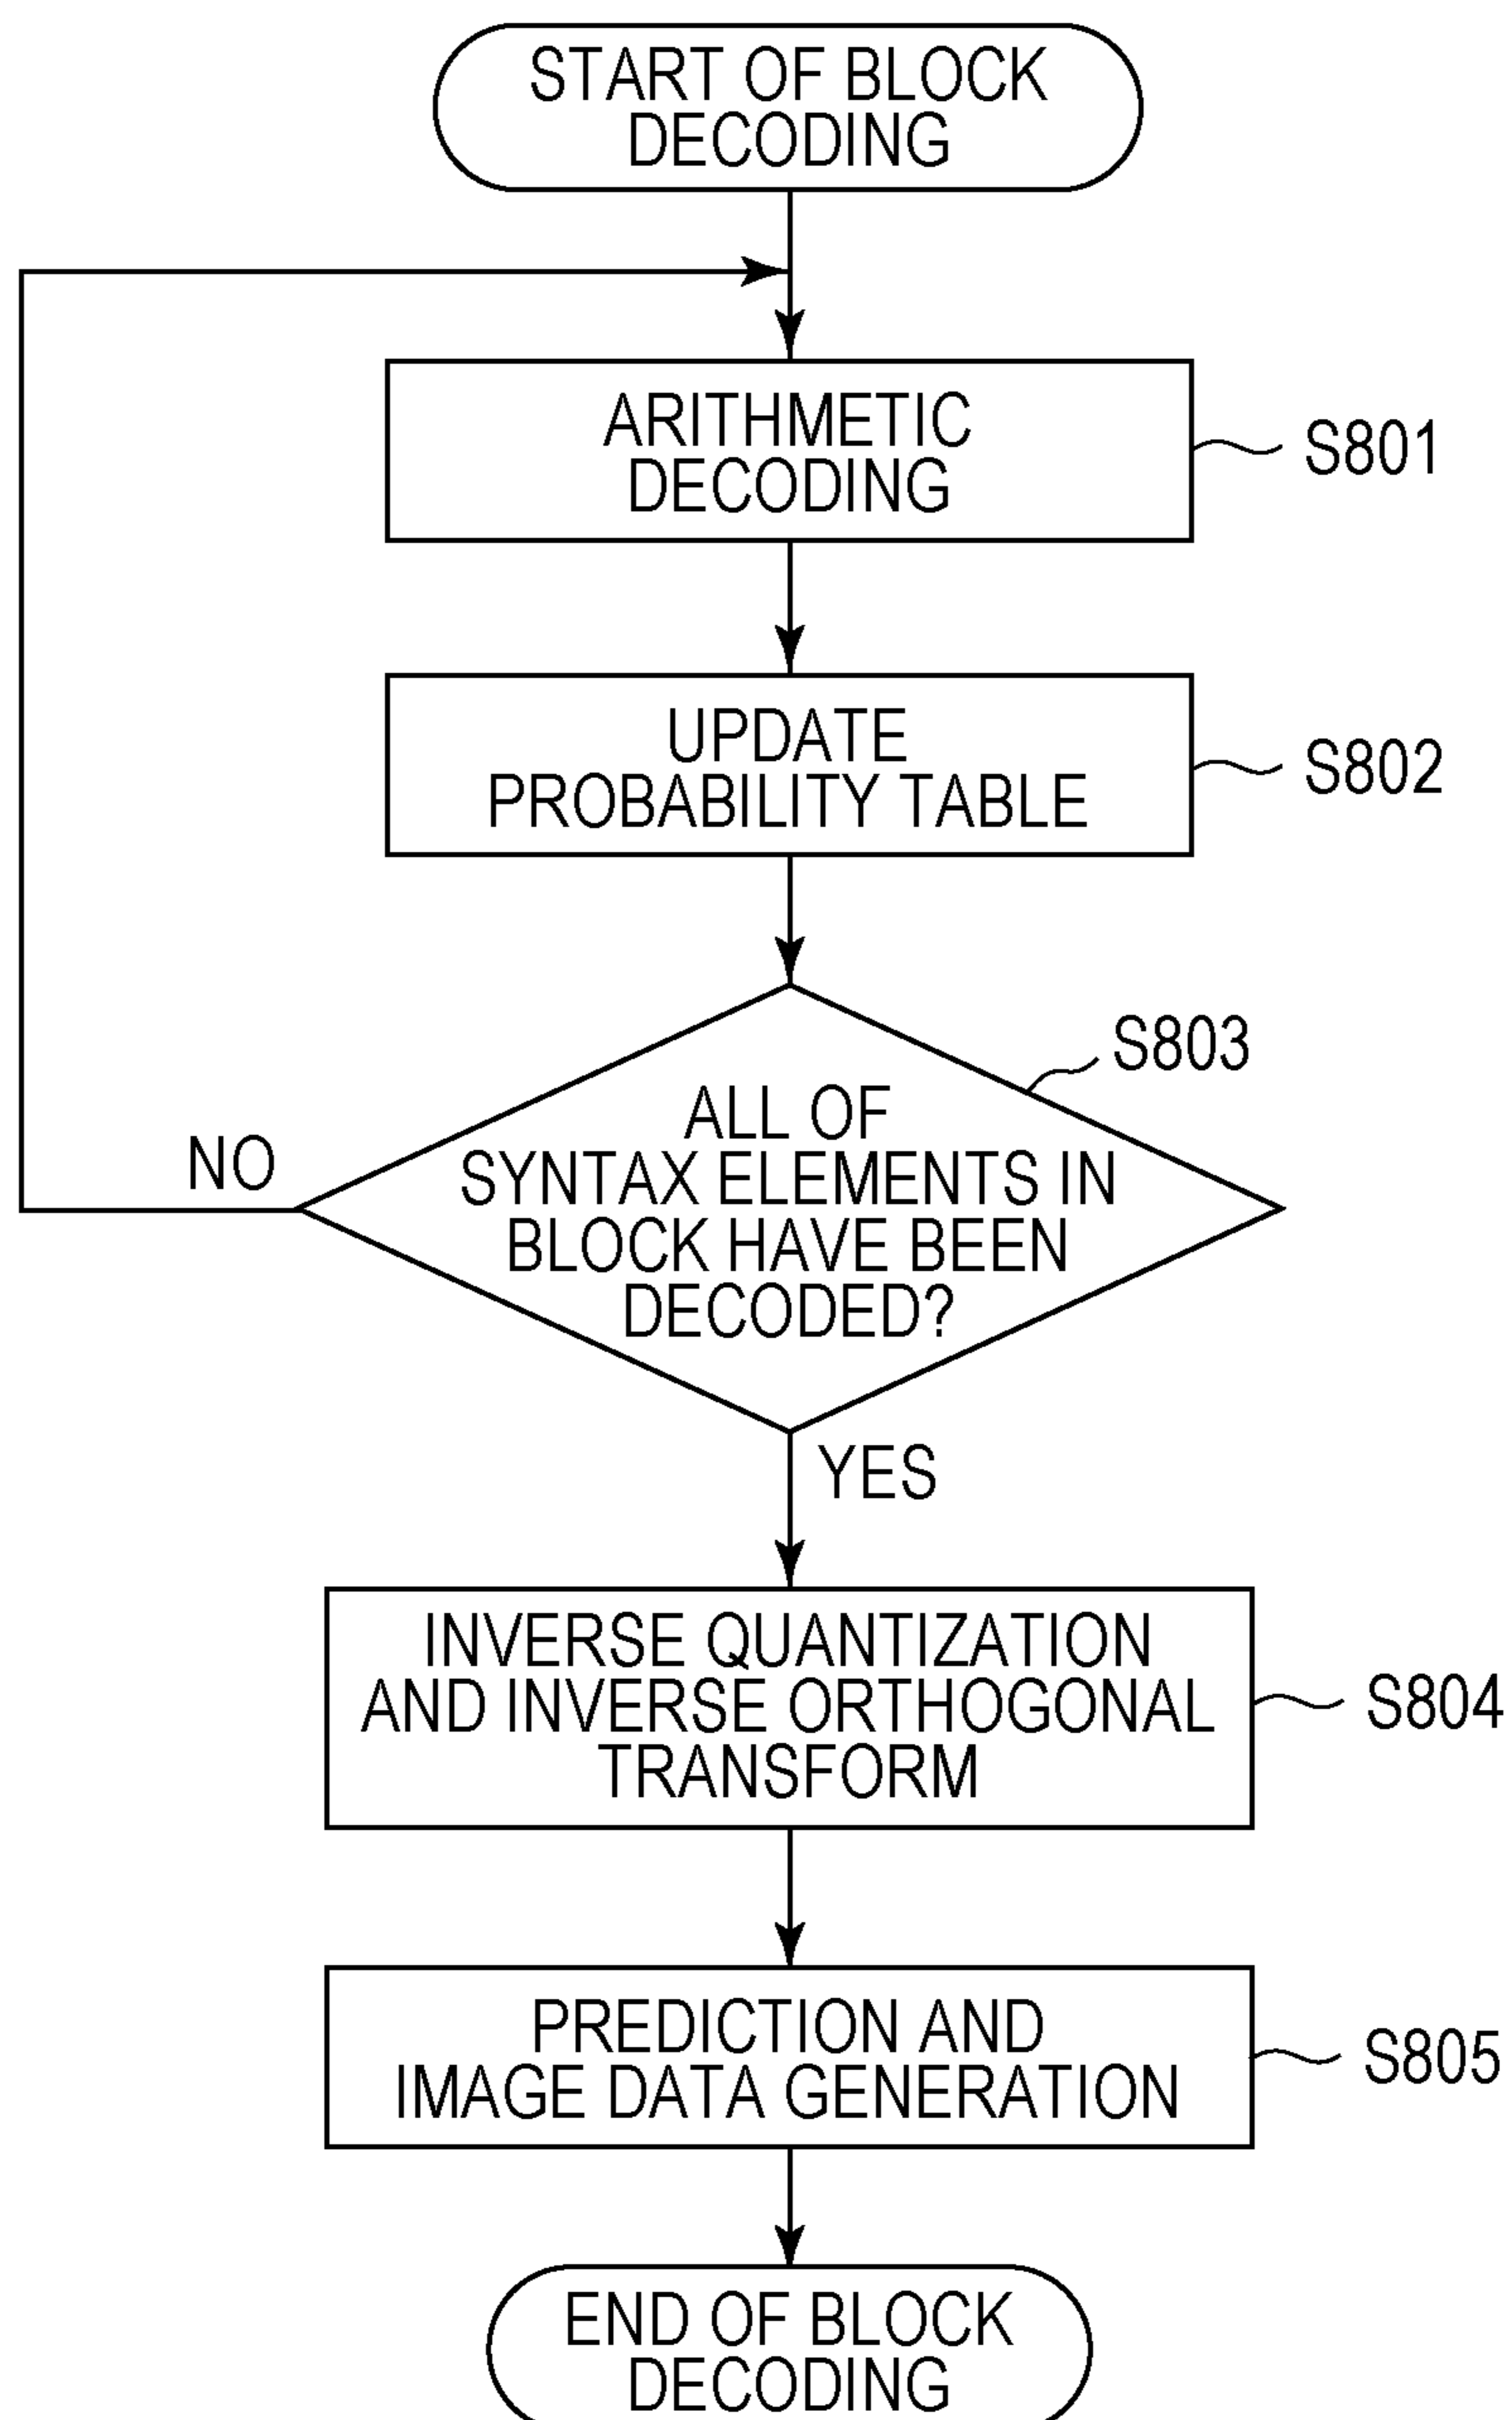 START OF BLOCK
DECODING
ARITHMETIC
DECODING
S801
UPDATE
PROBABILITY TABLE
S802
S803
ALL OF
SYNTAX ELEMENTS IN
BLOCK HAVE BEEN
DECODED?
NO
YES
INVERSE QUANTIZATION
AND INVERSE ORTHOGONAL
TRANSFORM
S804
PREDICTION AND
IMAGE DATA GENERATION
S805
END OF BLOCK
DECODING